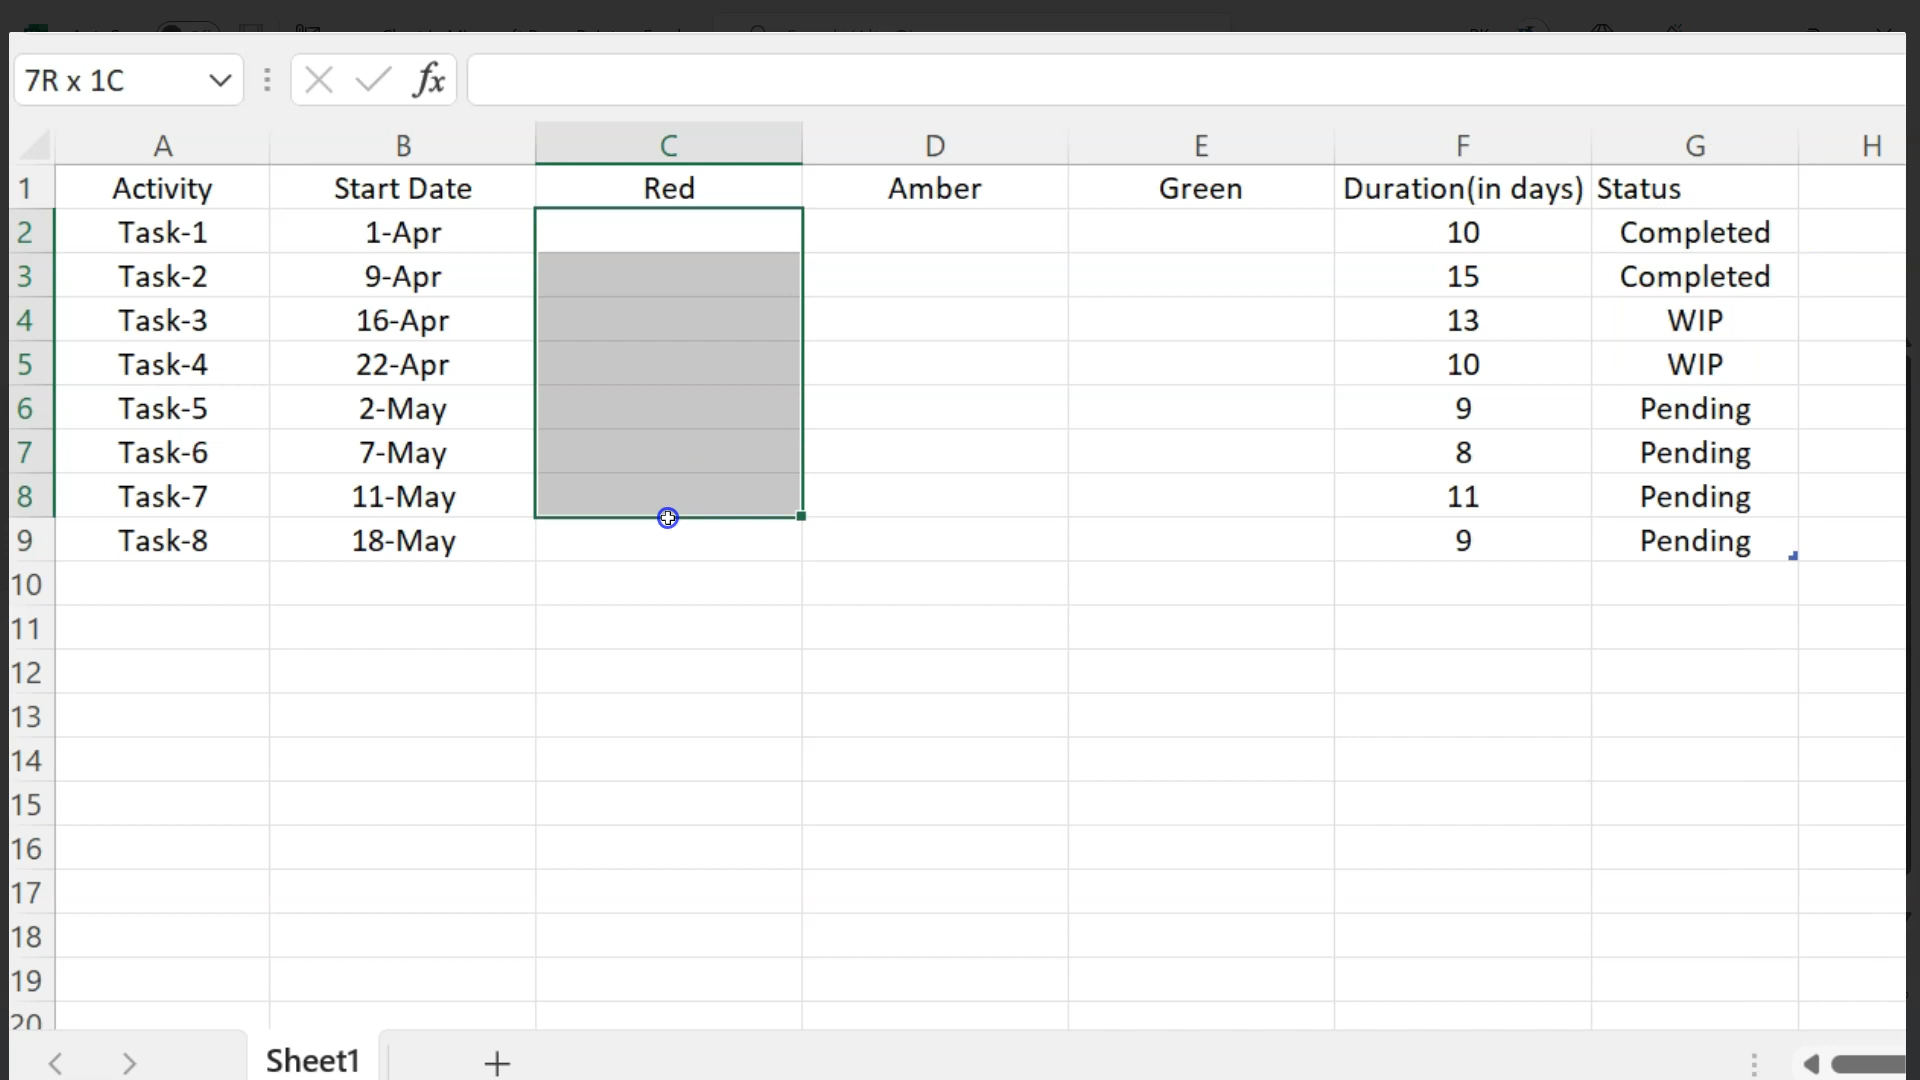 7R x 1C fx
A B C D E F G H
1 Activity Start Date Red Amber Green Duration(in days) Status
2 Task-1 1-Apr 10 Completed
3 Task-2 9-Apr 15 Completed
4 Task-3 16-Apr 13 WIP
5 Task-4 22-Apr 10 WIP
6 Task-5 2-May 9 Pending
7 Task-6 7-May 8 Pending
8 Task-7 11-May 11 Pending
9 Task-8 18-May 9 Pending
10
11
12
13
14
15
16
17
18
19
20
Sheet1